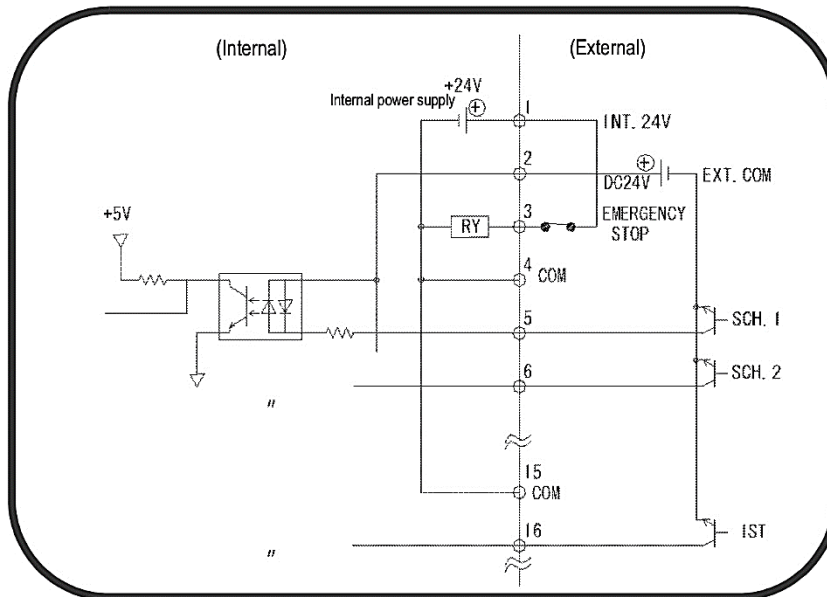 (Internal) (External)
+24V
Internal power supply
1 INT. 24V
2
DC24V EXT. COM
+5V
3 EMERGENCY
RY STOP
4 COM
5 SCH. 1
6 SCH. 2
〃
15
COM
16 IST
〃